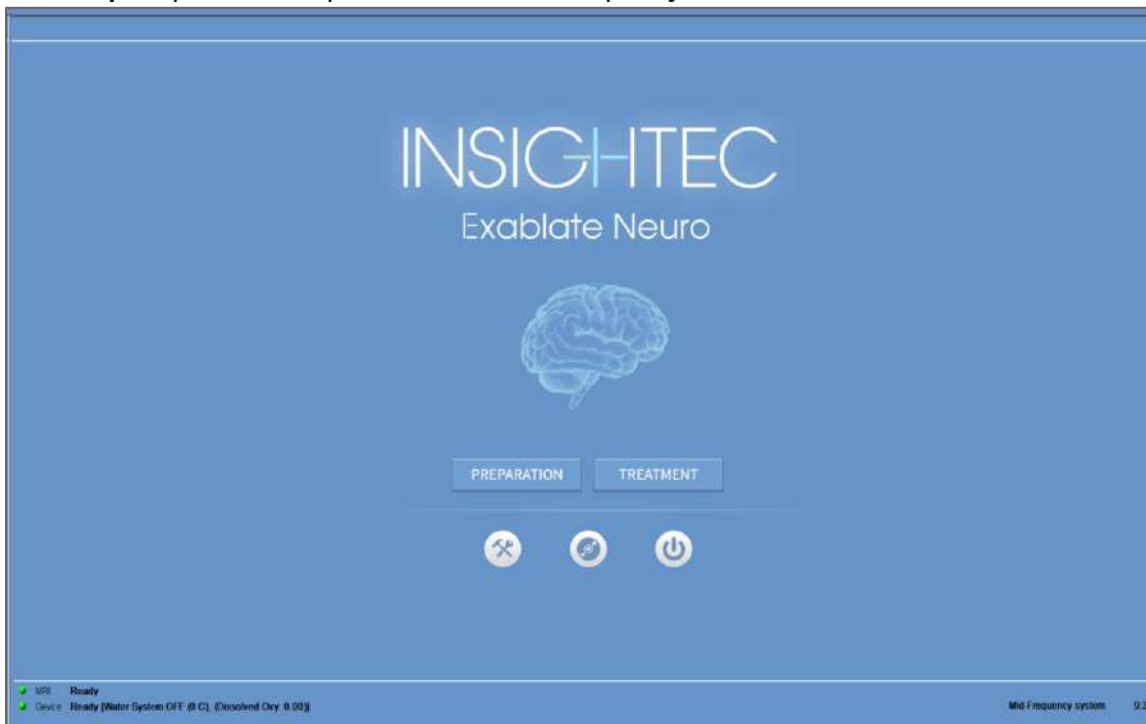 INSIGHTEC
Exablate Neuro
PREPARATION TREATMENT
MRI Ready
Device Ready [Water System OFF (0 C), (Dissolved Oxy: 0.00)]
Mid-Frequency system